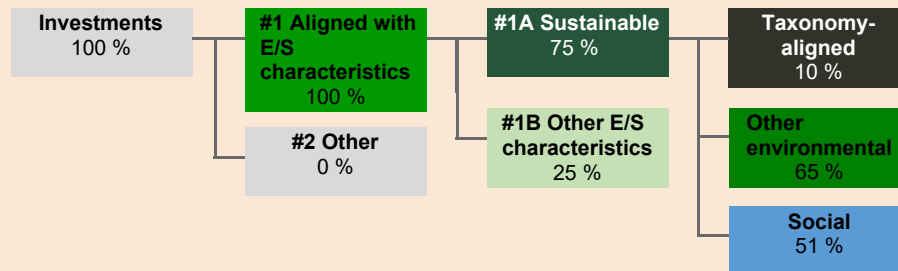 Investments
100 %
#1 Aligned with
E/S
characteristics
100 %
#2 Other
0 %
#1A Sustainable
75 %
#1B Other E/S
characteristics
25 %
Taxonomy-
aligned
10 %
Other
environmental
65 %
Social
51 %